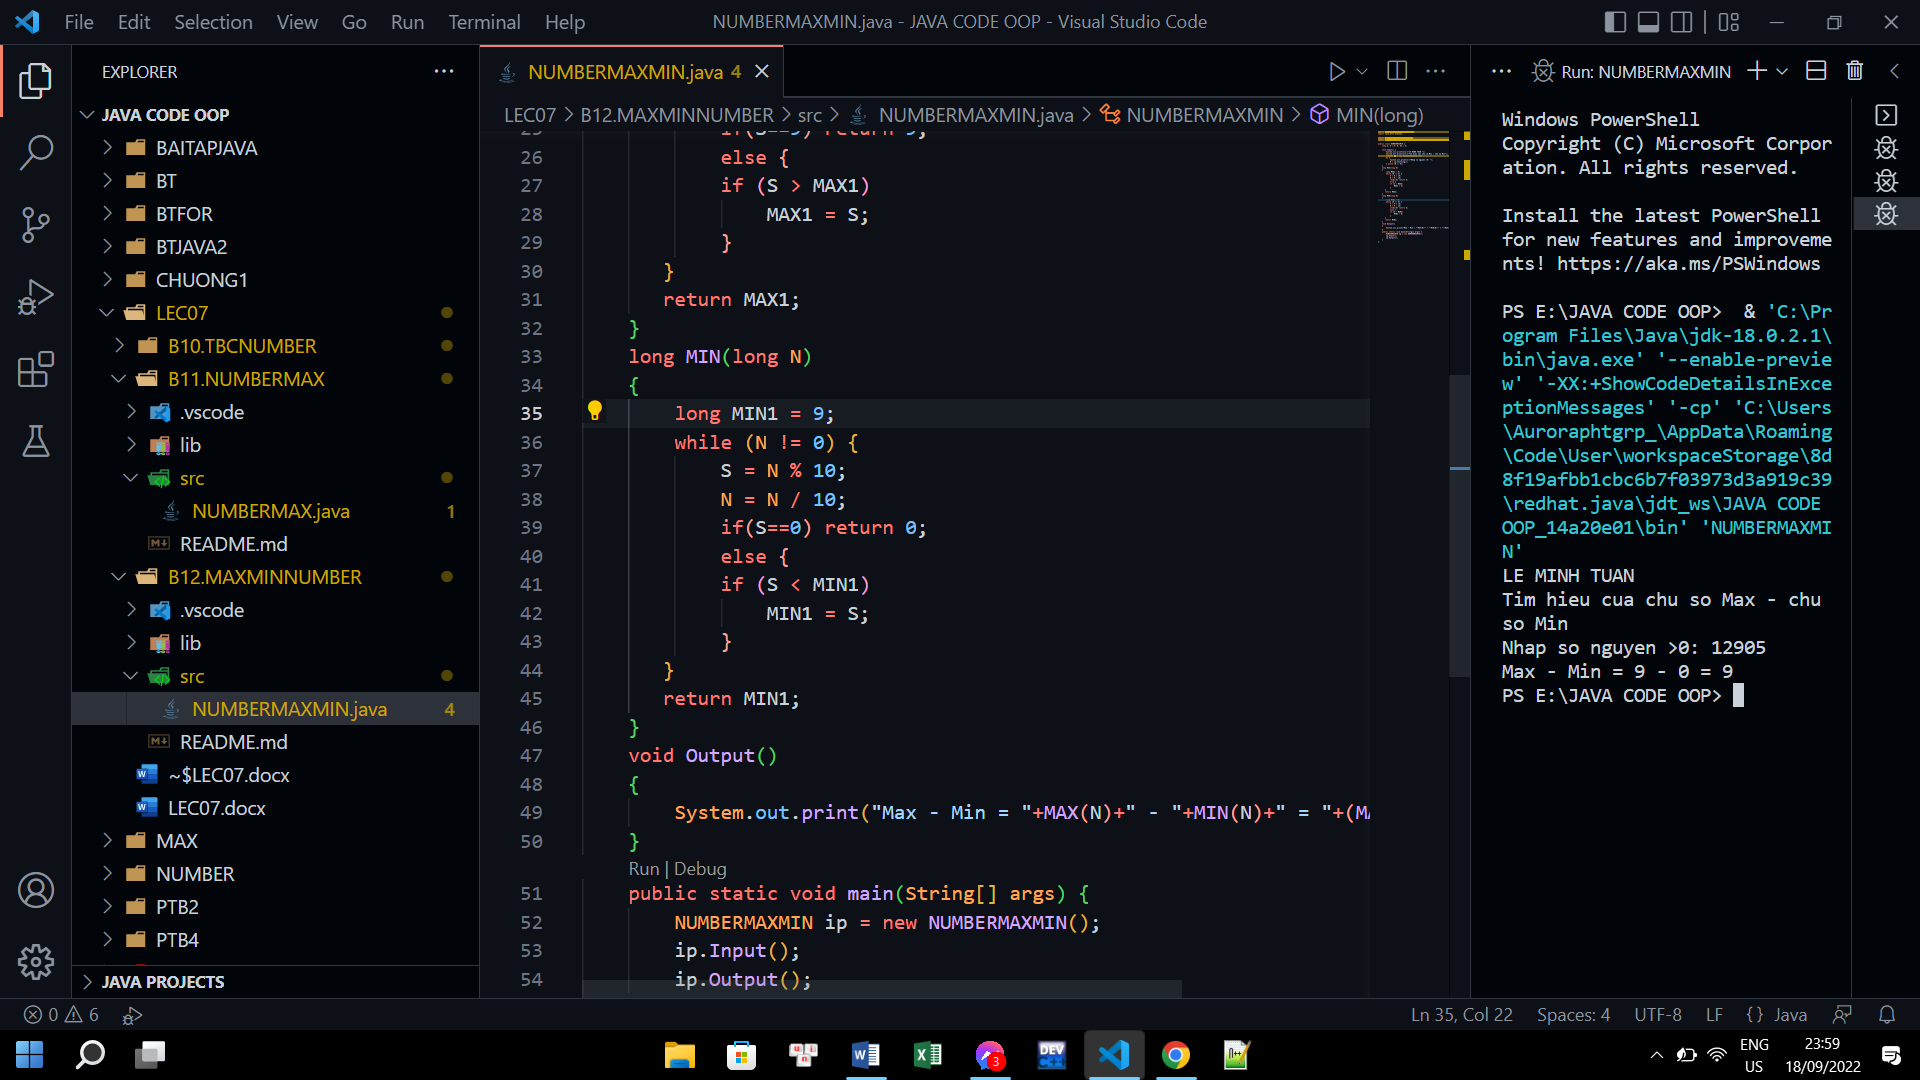 File Edit Selection View Go Run Terminal Help
NUMBERMAXMIN.java - JAVA CODE OOP - Visual Studio Code
EXPLORER
JAVA CODE OOP
BAITAPJAVA
BT
BTFOR
BTJAVA2
CHUONG1
LEC07
B10.TBCNUMBER
B11.NUMBERMAX
.vscode
lib
src
NUMBERMAX.java 1
README.md
B12.MAXMINNUMBER
.vscode
lib
src
NUMBERMAXMIN.java 4
README.md
~$LEC07.docx
LEC07.docx
MAX
NUMBER
PTB2
PTB4
JAVA PROJECTS
NUMBERMAXMIN.java 4
LEC07 > B12.MAXMINNUMBER > src > NUMBERMAXMIN.java > NUMBERMAXMIN > MIN(long)
26 else {
27 if (S > MAX1)
28 MAX1 = S;
29 }
30 }
31 return MAX1;
32 }
33 long MIN(long N)
34 {
35 long MIN1 = 9;
36 while (N != 0) {
37 S = N % 10;
38 N = N / 10;
39 if(S==0) return 0;
40 else {
41 if (S < MIN1)
42 MIN1 = S;
43 }
44 }
45 return MIN1;
46 }
47 void Output()
48 {
49 System.out.print("Max - Min = "+MAX(N)+" - "+MIN(N)+" = "+(MA
50 }
Run | Debug
51 public static void main(String[] args) {
52 NUMBERMAXMIN ip = new NUMBERMAXMIN();
53 ip.Input();
54 ip.Output();
Run: NUMBERMAXMIN
Windows PowerShell
Copyright (C) Microsoft Corpor
ation. All rights reserved.
Install the latest PowerShell
for new features and improveme
nts! https://aka.ms/PSWindows
PS E:\JAVA CODE OOP> & 'C:\Pr
ogram Files\Java\jdk-18.0.2.1\
bin\java.exe' '--enable-previe
w' '-XX:+ShowCodeDetailsInExce
ptionMessages' '-cp' 'C:\Users
\Auroraphtgrp_\AppData\Roaming
\Code\User\workspaceStorage\8d
8f19afbb1cbc6b7f03973d3a919c39
\redhat.java\jdt_ws\JAVA CODE
OOP_14a20e01\bin' 'NUMBERMAXMI
N'
LE MINH TUAN
Tim hieu cua chu so Max - chu
so Min
Nhap so nguyen >0: 12905
Max - Min = 9 - 0 = 9
PS E:\JAVA CODE OOP>
0 6
Ln 35, Col 22 Spaces: 4 UTF-8 LF {} Java
DEV
3
ENG
US
23:59
18/09/2022